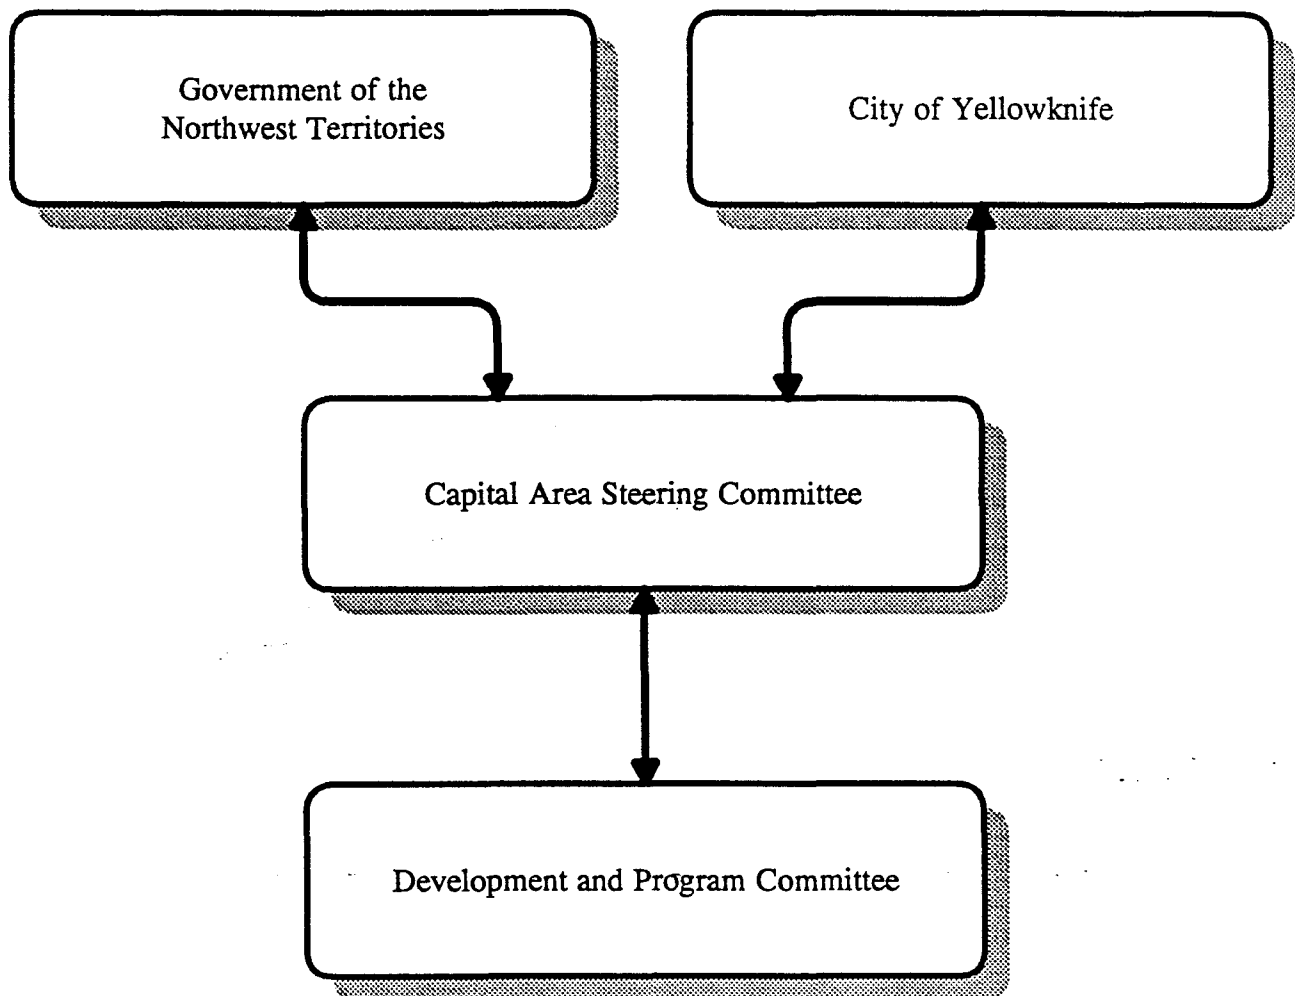 Government of the
Northwest Territories
City of Yellowknife
Capital Area Steering Committee
Development and Program Committee